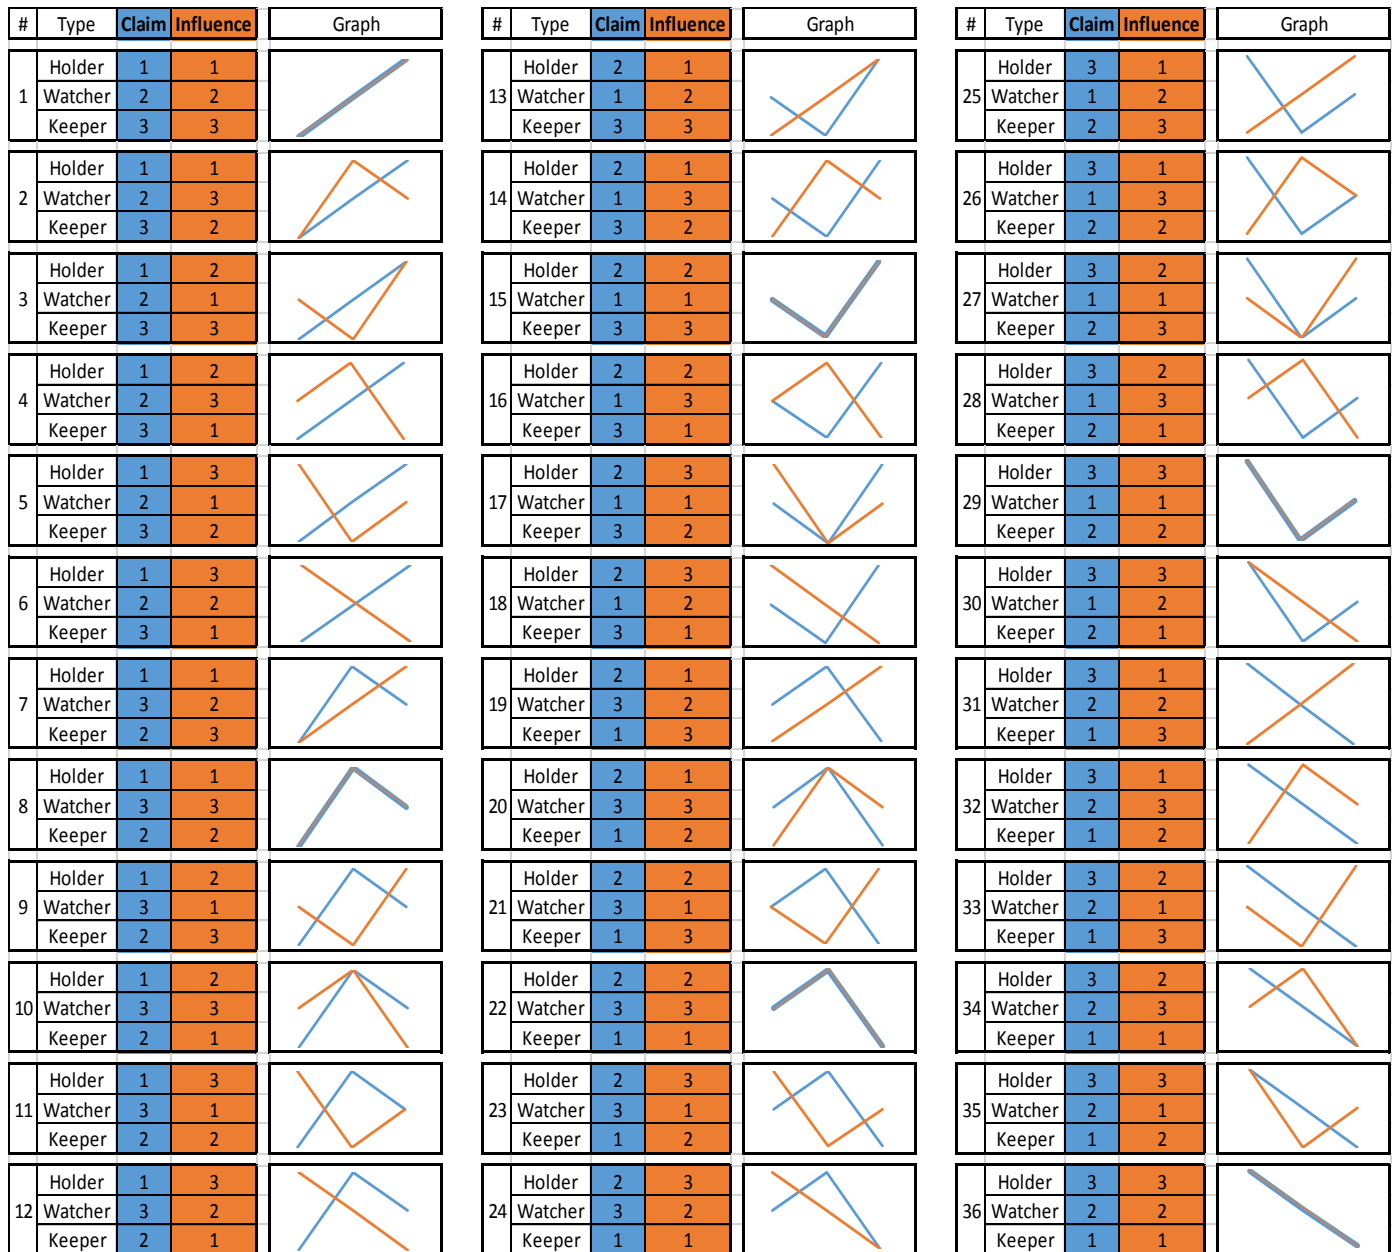 # Type Claim Influence Graph # Type Claim Influence Graph # Type Claim Influence Graph
Holder 1 1 Holder 2 1 Holder 3 1
1 Watcher 2 2 13 Watcher 1 2 25 Watcher 1 2
Keeper 3 3 Keeper 3 3 Keeper 2 3
Holder 1 1 Holder 2 1 Holder 3 1
2 Watcher 2 3 14 Watcher 1 3 26 Watcher 1 3
Keeper 3 2 Keeper 3 2 Keeper 2 2
Holder 1 2 Holder 2 2 Holder 3 2
3 Watcher 2 1 15 Watcher 1 1 27 Watcher 1 1
Keeper 3 3 Keeper 3 3 Keeper 2 3
Holder 1 2 Holder 2 2 Holder 3 2
4 Watcher 2 3 16 Watcher 1 3 28 Watcher 1 3
Keeper 3 1 Keeper 3 1 Keeper 2 1
Holder 1 3 Holder 2 3 Holder 3 3
5 Watcher 2 1 17 Watcher 1 1 29 Watcher 1 1
Keeper 3 2 Keeper 3 2 Keeper 2 2
Holder 1 3 Holder 2 3 Holder 3 3
6 Watcher 2 2 18 Watcher 1 2 30 Watcher 1 2
Keeper 3 1 Keeper 3 1 Keeper 2 1
Holder 1 1 Holder 2 1 Holder 3 1
7 Watcher 3 2 19 Watcher 3 2 31 Watcher 2 2
Keeper 2 3 Keeper 1 3 Keeper 1 3
Holder 1 1 Holder 2 1 Holder 3 1
8 Watcher 3 3 20 Watcher 3 3 32 Watcher 2 3
Keeper 2 2 Keeper 1 2 Keeper 1 2
Holder 1 2 Holder 2 2 Holder 3 2
9 Watcher 3 1 21 Watcher 3 1 33 Watcher 2 1
Keeper 2 3 Keeper 1 3 Keeper 1 3
Holder 1 2 Holder 2 2 Holder 3 2
10 Watcher 3 3 22 Watcher 3 3 34 Watcher 2 3
Keeper 2 1 Keeper 1 1 Keeper 1 1
Holder 1 3 Holder 2 3 Holder 3 3
11 Watcher 3 1 23 Watcher 3 1 35 Watcher 2 1
Keeper 2 2 Keeper 1 2 Keeper 1 2
Holder 1 3 Holder 2 3 Holder 3 3
12 Watcher 3 2 24 Watcher 3 2 36 Watcher 2 2
Keeper 2 1 Keeper 1 1 Keeper 1 1